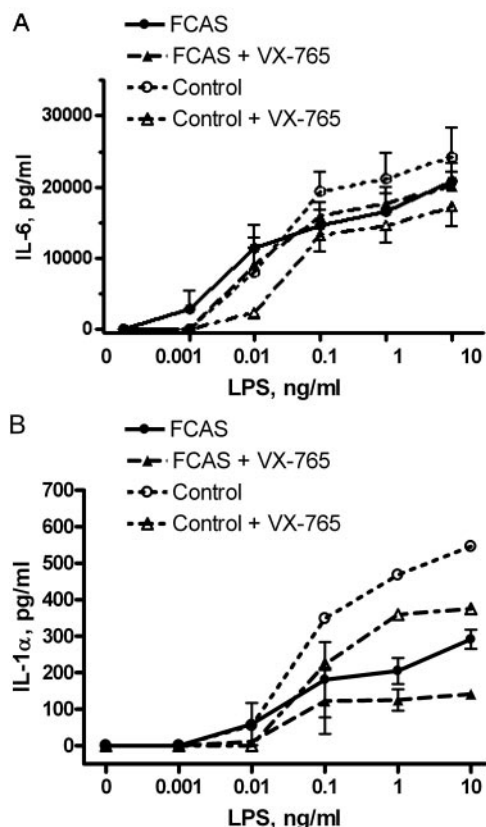 A
FCAS
FCAS + VX-765
Control
Control + VX-765
IL-6, pg/ml
30000
20000
10000
0
0 0.001 0.01 0.1 1 10
LPS, ng/ml
B
FCAS
FCAS + VX-765
Control
Control + VX-765
IL-1α, pg/ml
700
600
500
400
300
200
100
0
0 0.001 0.01 0.1 1 10
LPS, ng/ml